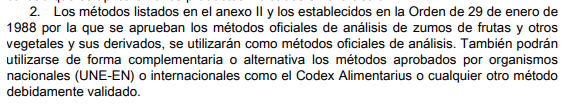 2. Los métodos listados en el anexo II y los establecidos en la Orden de 29 de enero de
1988 por la que se aprueban los métodos oficiales de análisis de zumos de frutas y otros
vegetales y sus derivados, se utilizarán como métodos oficiales de análisis. También podrán
utilizarse de forma complementaria o alternativa los métodos aprobados por organismos
nacionales (UNE-EN) o internacionales como el Codex Alimentarius o cualquier otro método
debidamente validado.